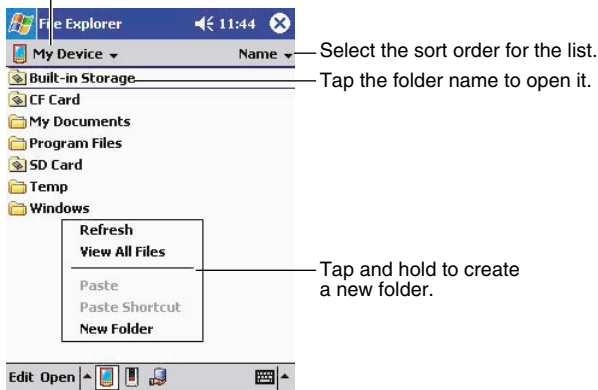 File Explorer 11:44
My Device Name
Select the sort order for the list.
Built-in Storage
Tap the folder name to open it.
CF Card
My Documents
Program Files
SD Card
Temp
Windows
Refresh
View All Files
Tap and hold to create
a new folder.
Paste
Paste Shortcut
New Folder
Edit Open